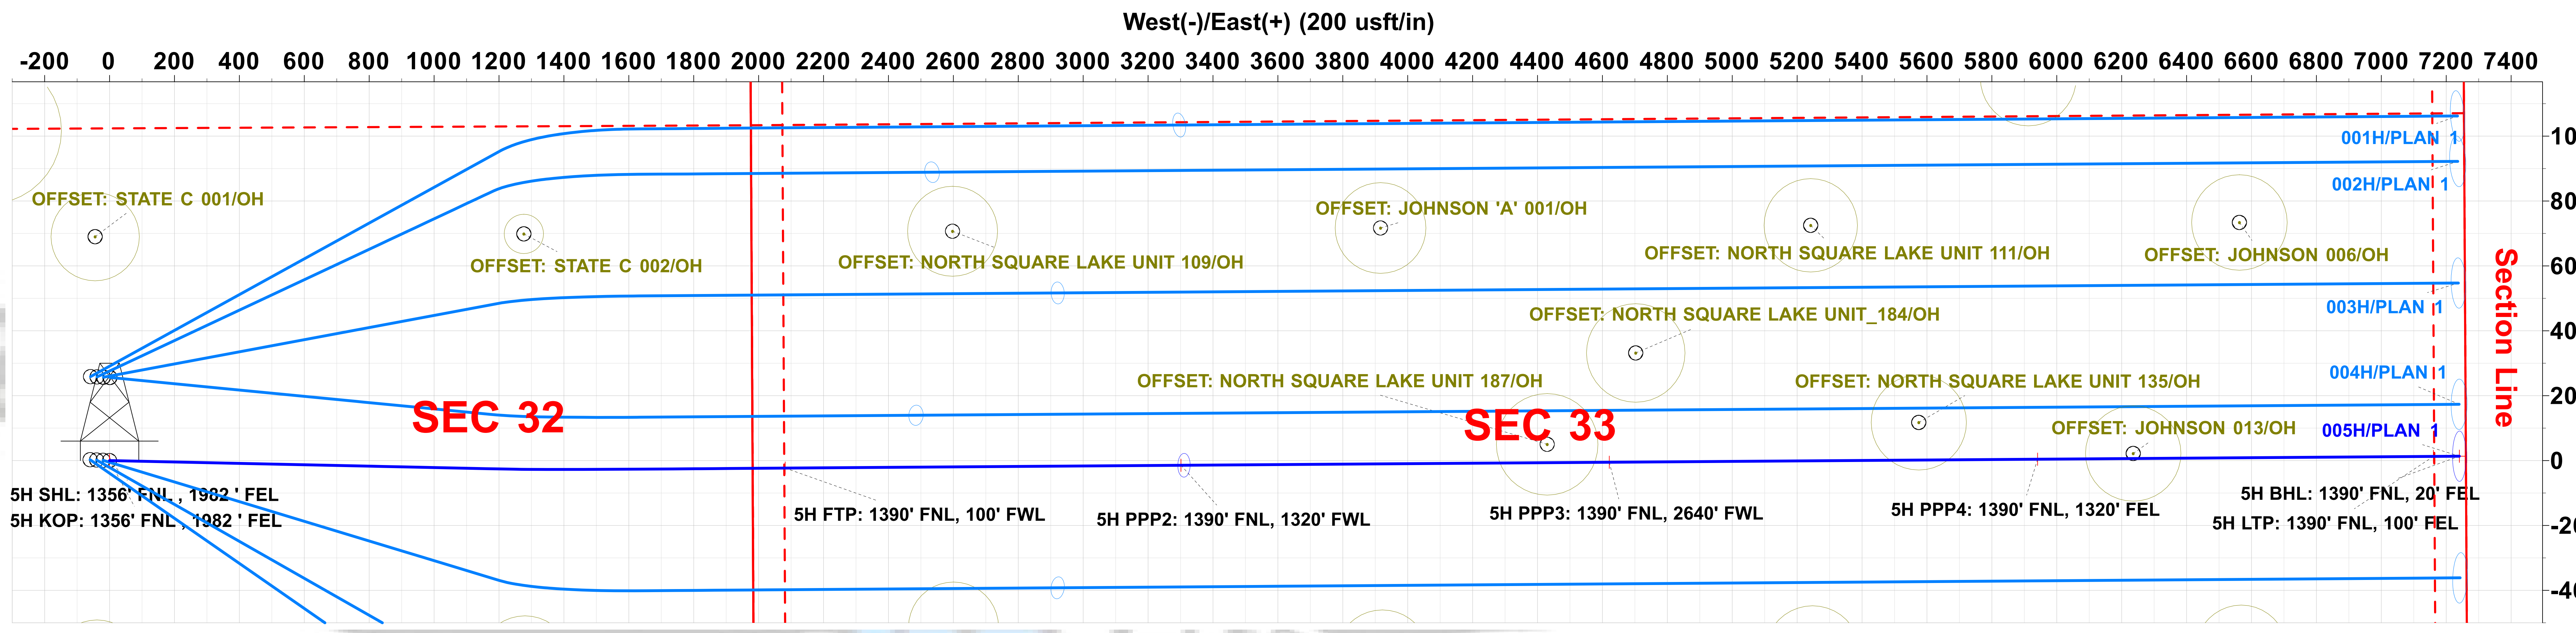 West(-)/East(+) (200 usft/in)
-200 0 200 400 600 800 1000 1200 1400 1600 1800 2000 2200 2400 2600 2800 3000 3200 3400 3600 3800 4000 4200 4400 4600 4800 5000 5200 5400 5600 5800 6000 6200 6400 6600 6800 7000 7200 7400
001H/PLAN 1
002H/PLAN 1
OFFSET: STATE C 001/OH
OFFSET: JOHNSON 'A' 001/OH
OFFSET: STATE C 002/OH
OFFSET: NORTH SQUARE LAKE UNIT 109/OH
OFFSET: NORTH SQUARE LAKE UNIT 111/OH
OFFSET: JOHNSON 006/OH
003H/PLAN 1
Section Line
OFFSET: NORTH SQUARE LAKE UNIT_184/OH
004H/PLAN 1
OFFSET: NORTH SQUARE LAKE UNIT 187/OH
OFFSET: NORTH SQUARE LAKE UNIT 135/OH
SEC 32
SEC 33
OFFSET: JOHNSON 013/OH
005H/PLAN 1
0
5H SHL: 1356' FNL , 1982 ' FEL
5H KOP: 1356' FNL , 1982 ' FEL
5H FTP: 1390' FNL, 100' FWL
5H PPP2: 1390' FNL, 1320' FWL
5H PPP3: 1390' FNL, 2640' FWL
5H PPP4: 1390' FNL, 1320' FEL
5H BHL: 1390' FNL, 20' FEL
5H LTP: 1390' FNL, 100' FEL